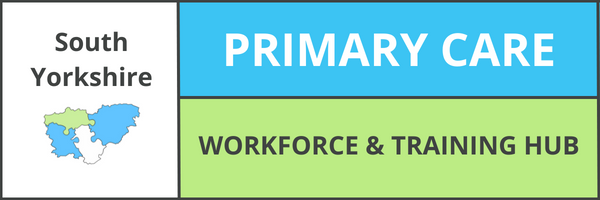 South
Yorkshire
PRIMARY CARE
WORKFORCE & TRAINING HUB